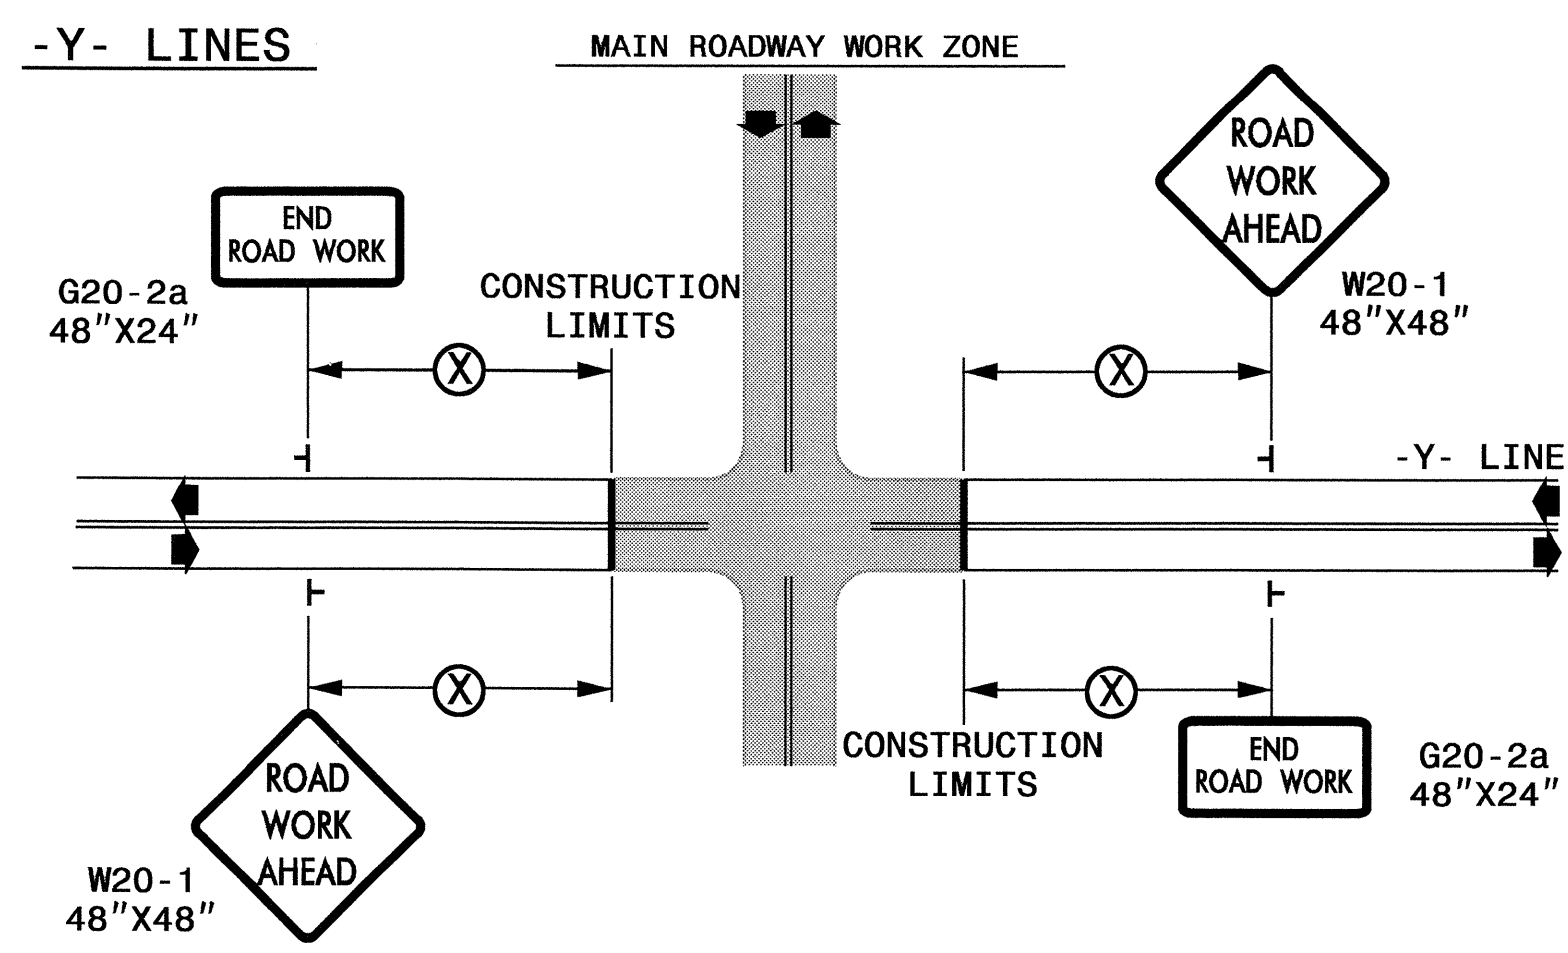 -Y- LINES
MAIN ROADWAY WORK ZONE
END
ROAD WORK
G20-2a
48"X24"
CONSTRUCTION
LIMITS
X
ROAD
WORK
AHEAD
W20-1
48"X48"
X
-Y- LINE
X
ROAD
WORK
AHEAD
W20-1
48"X48"
X
CONSTRUCTION
LIMITS
END
ROAD WORK
G20-2a
48"X24"